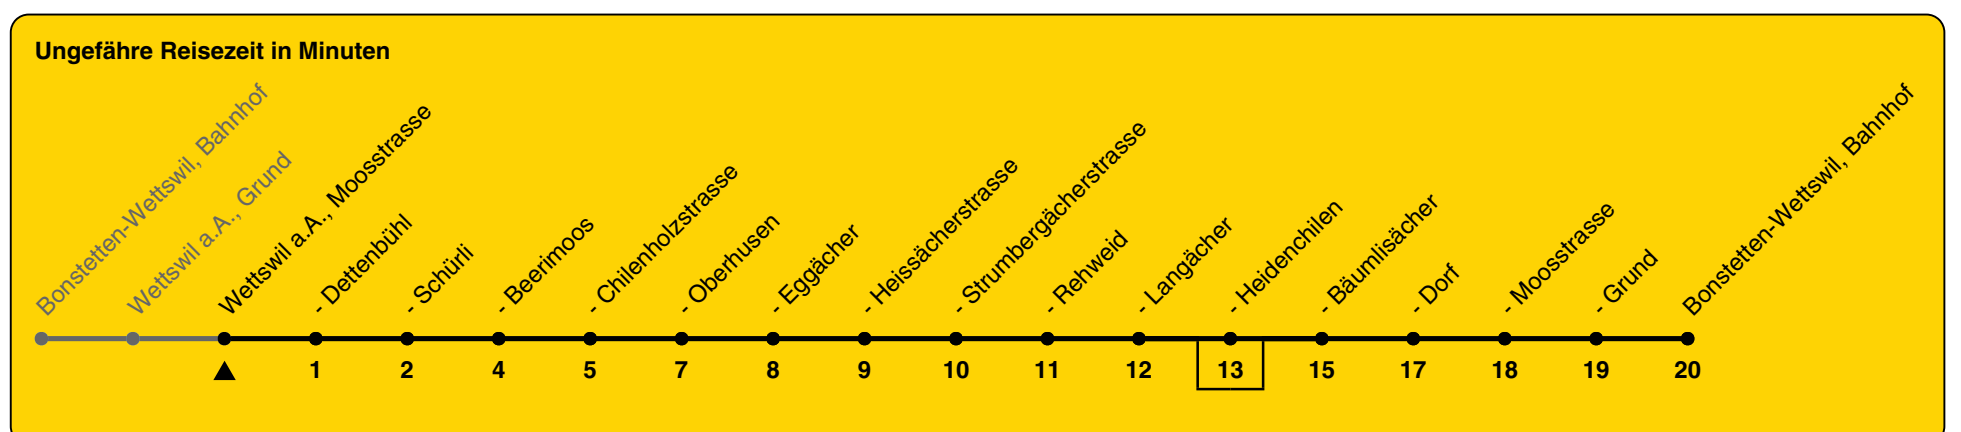 Ungefähre Reisezeit in Minuten
Bonstetten-Wettswil, Bahnhof
Wettswil a.A., Grund
Wettswil a.A., Moosstrasse
- Dettenbühl
- Schürli
- Beerimoos
- Chilenholzstrasse
- Oberhusen
- Eggächer
- Heissächerstrasse
- Strumbergächerstrasse
- Rehweid
- Langächer
- Heidenchilen
- Bäumlisächer
- Dorf
- Moosstrasse
- Grund
Bonstetten-Wettswil, Bahnhof
1 2 4 5 7 8 9 10 11 12 13 15 17 18 19 20